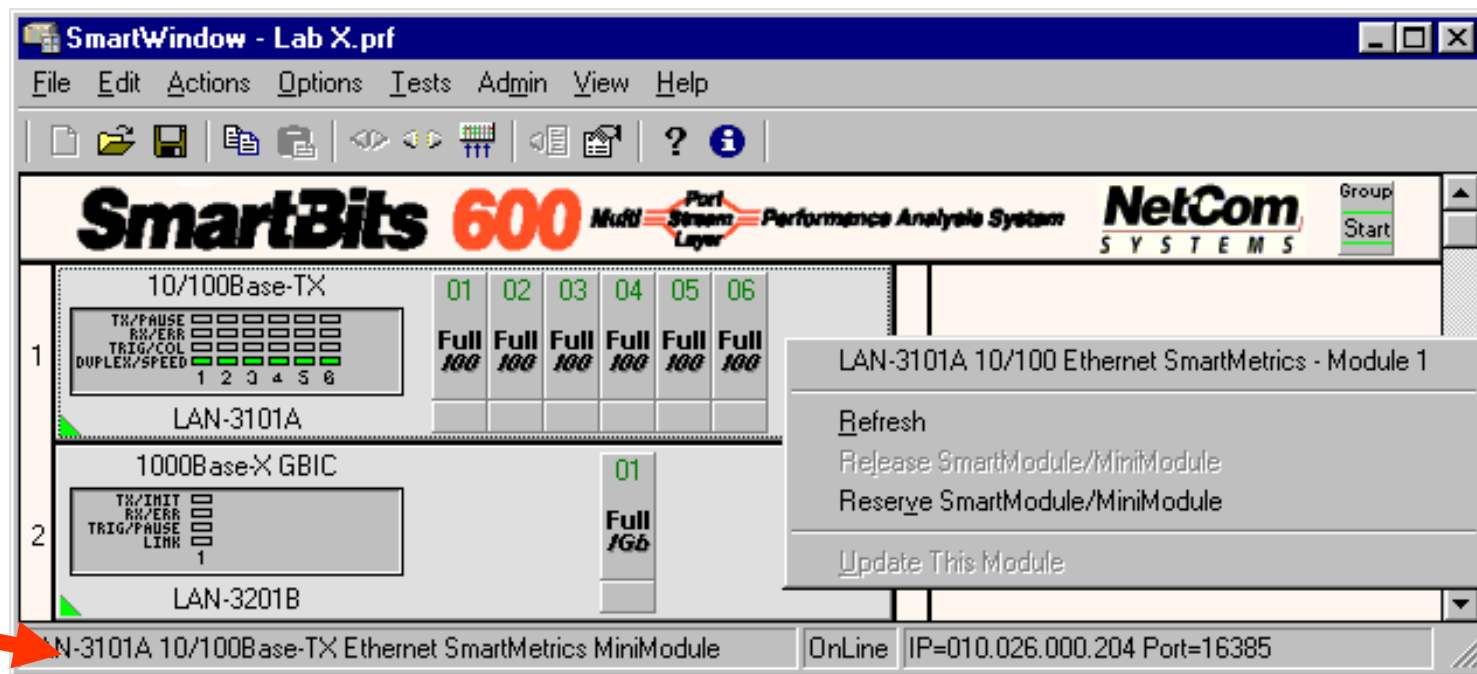 SmartWindow - Lab X.prf
File Edit Actions Options Tests Admin View Help
SmartBits 600 Multi Port Stream Layer Performance Analysis System
NetCom SYSTEMS
Group
Start
1
10/100Base-TX
TX/PAUSE
RX/ERR
TRIG/COL
DUPLEX/SPEED
1 2 3 4 5 6
LAN-3101A
01 02 03 04 05 06
Full Full Full Full Full Full
100 100 100 100 100 100
LAN-3101A 10/100 Ethernet SmartMetrics - Module 1
Refresh
Release SmartModule/MiniModule
Reserve SmartModule/MiniModule
Update This Module
2
1000Base-X GBIC
TX/INIT
RX/ERR
TRIG/PAUSE
LINK
1
LAN-3201B
01
Full
1Gb
AN-3101A 10/100Base-TX Ethernet SmartMetrics MiniModule
OnLine
IP=010.026.000.204 Port=16385